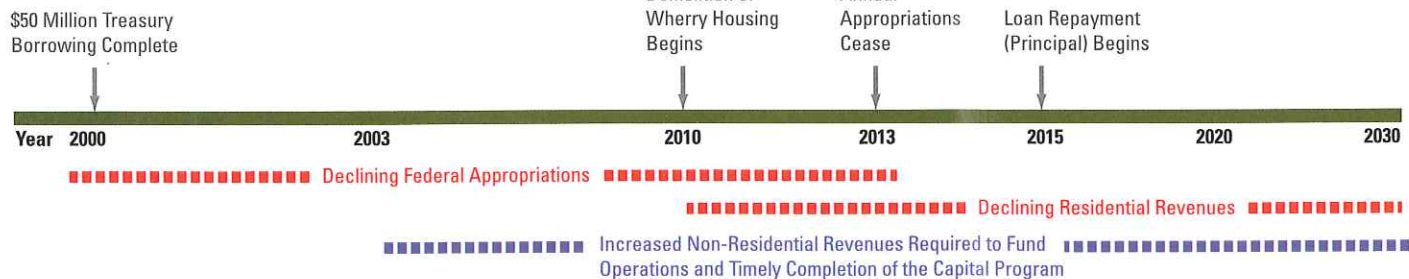 $50 Million Treasury
Borrowing Complete
Wherry Housing
Begins
Appropriations
Cease
Loan Repayment
(Principal) Begins
Year 2000 2003 2010 2013 2015 2020 2030
Declining Federal Appropriations
Declining Residential Revenues
Increased Non-Residential Revenues Required to Fund
Operations and Timely Completion of the Capital Program